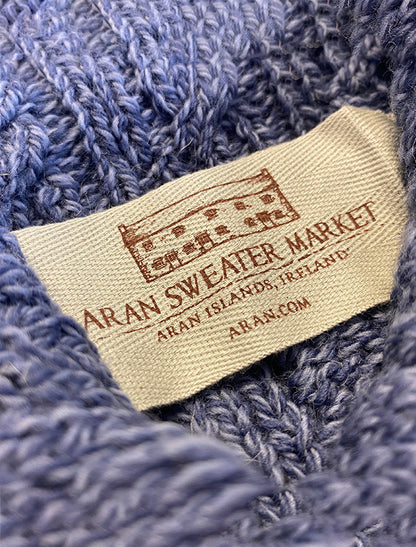 ARAN SWEATER MARKET
ARAN ISLANDS, IRELAND
ARAN.COM